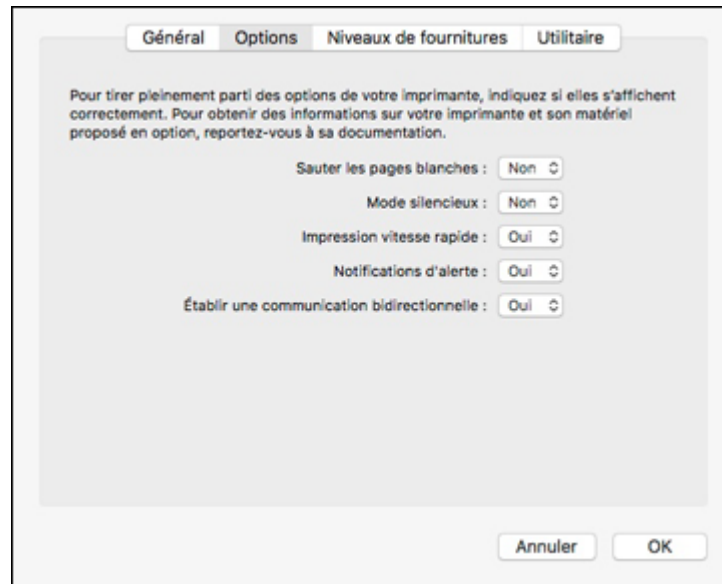 Général Options Niveaux de fournitures Utilitaire
Pour tirer pleinement parti des options de votre imprimante, indiquez si elles s'affichent
correctement. Pour obtenir des informations sur votre imprimante et son matériel
proposé en option, reportez-vous à sa documentation.
Sauter les pages blanches : Non
Mode silencieux : Non
Impression vitesse rapide : Oui
Notifications d'alerte : Oui
Établir une communication bidirectionnelle : Oui
Annuler OK